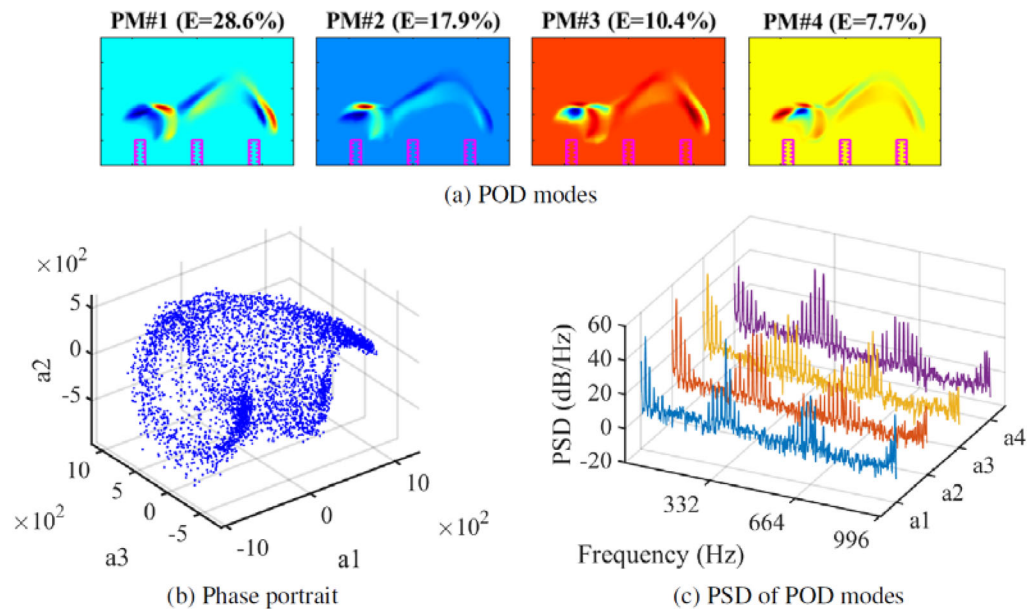 PM#1 (E=28.6%) PM#2 (E=17.9%) PM#3 (E=10.4%) PM#4 (E=7.7%)
(a) POD modes
×10²
5
0
-5
a2
10
5
0
-5
×10²
a3
-10
0
10
×10²
a1
(b) Phase portrait
60
40
20
0
-20
PSD (dB/Hz)
332
664
996
Frequency (Hz)
a1
a2
a3
a4
(c) PSD of POD modes